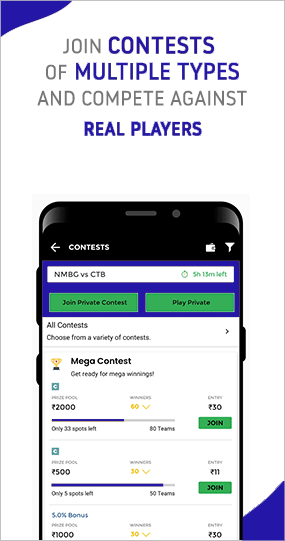 JOIN CONTESTS
OF MULTIPLE TYPES
AND COMPETE AGAINST
REAL PLAYERS
CONTESTS
NMBG vs CTB 5h 13m left
Join Private Contest Play Private
All Contests
Choose from a variety of contests.
Mega Contest
Get ready for mega winnings!
C
PRIZE POOL WINNERS ENTRY
₹2000 60 ₹30
Only 33 spots left 80 Teams JOIN
C
PRIZE POOL WINNERS ENTRY
₹500 30 ₹11
Only 5 spots left 50 Teams JOIN
5.0% Bonus
PRIZE POOL WINNERS ENTRY
₹1000 30 ₹30